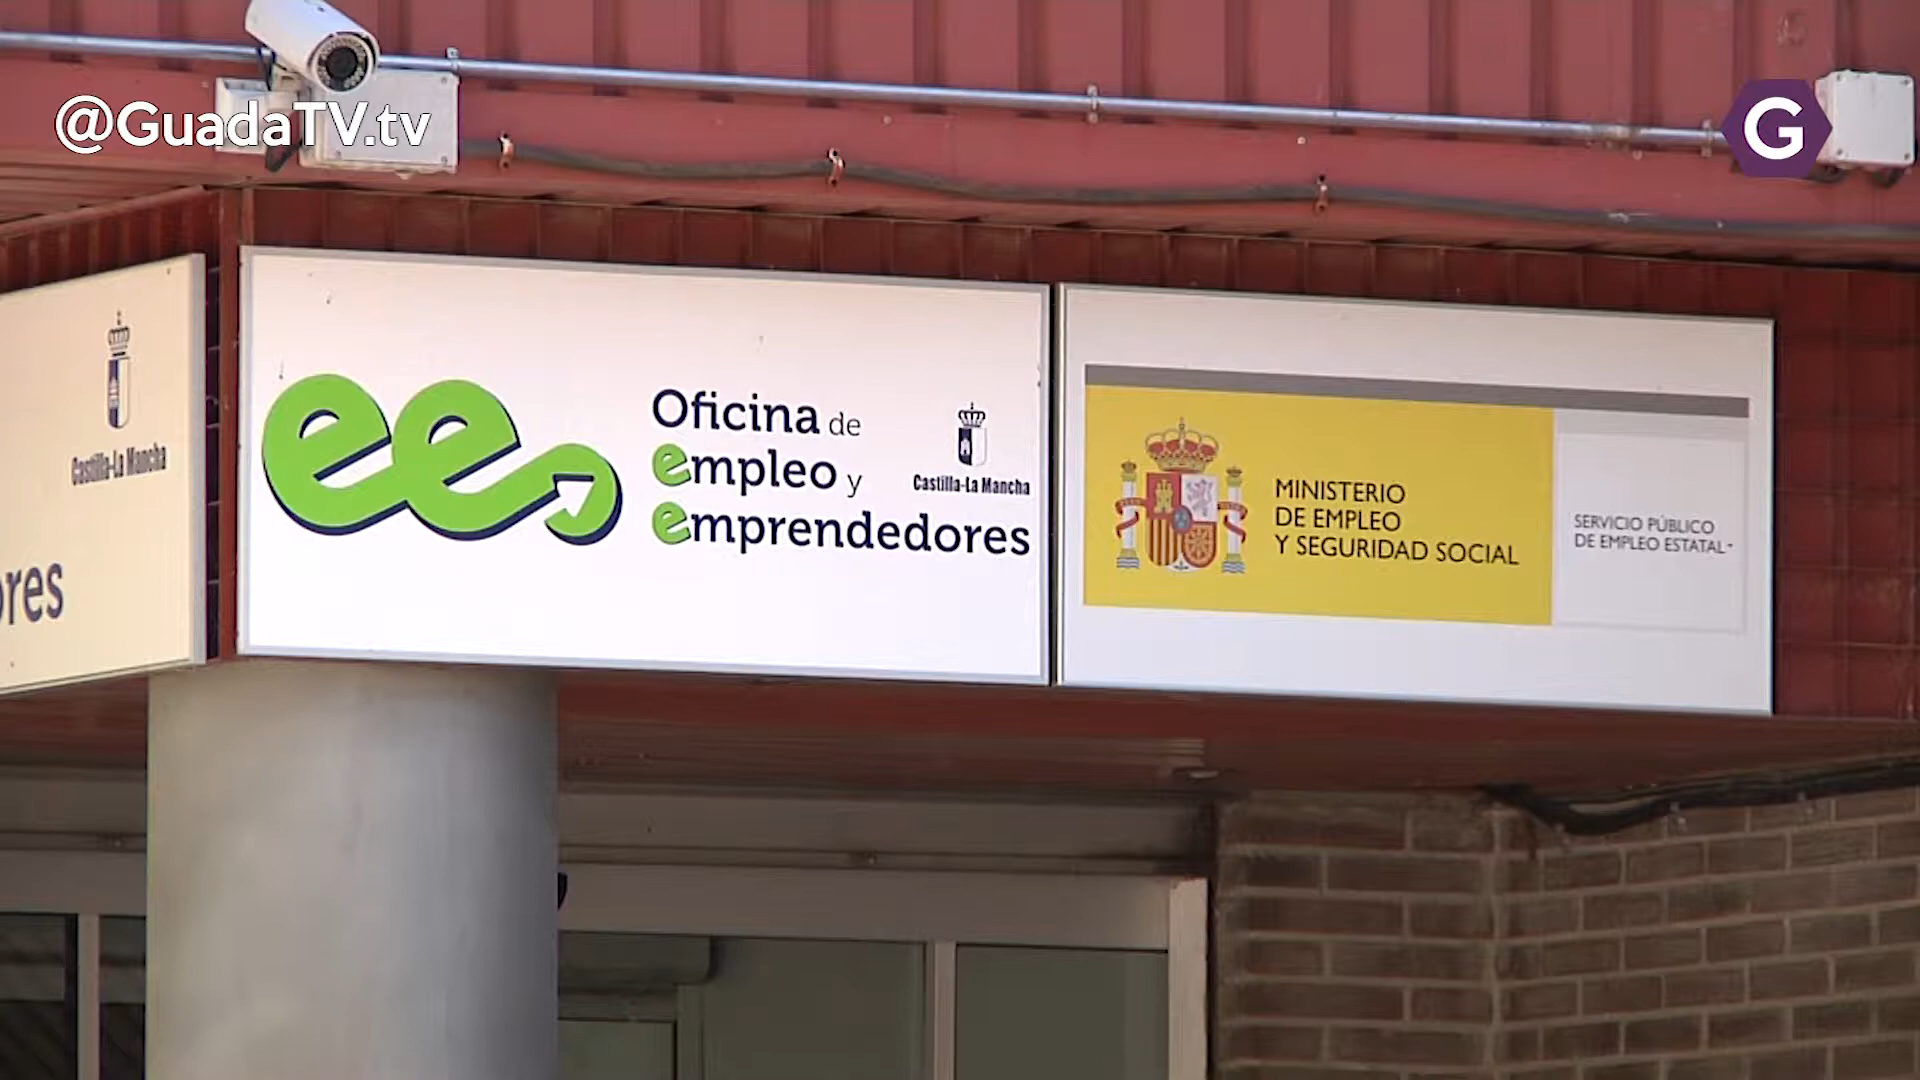 @GuadaTV.tv
G
Castilla-La Mancha
ores
ee
Oficina de
empleo y
emprendedores
Castilla-La Mancha
MINISTERIO
DE EMPLEO
Y SEGURIDAD SOCIAL
SERVICIO PÚBLICO
DE EMPLEO ESTATAL